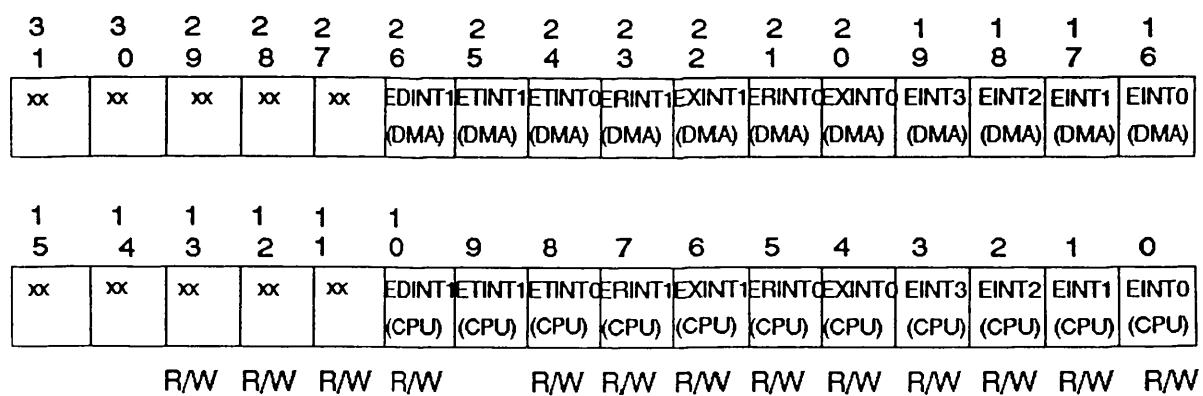 3 3 2 2 2 2 2 2 2 2 2 2 1 1 1 1
1 0 9 8 7 6 5 4 3 2 1 0 9 8 7 6
xx xx xx xx xx EDINT1 ETINT1 ETINT0 ERINT1 EXINT1 ERINT0 EXINT0 EINT3 EINT2 EINT1 EINT0
(DMA) (DMA) (DMA) (DMA) (DMA) (DMA) (DMA) (DMA) (DMA) (DMA) (DMA)
1 1 1 1 1 1
5 4 3 2 1 0 9 8 7 6 5 4 3 2 1 0
xx xx xx xx xx EDINT1 ETINT1 ETINT0 ERINT1 EXINT1 ERINT0 EXINT0 EINT3 EINT2 EINT1 EINT0
(CPU) (CPU) (CPU) (CPU) (CPU) (CPU) (CPU) (CPU) (CPU) (CPU) (CPU)
R/W R/W R/W R/W R/W R/W R/W R/W R/W R/W R/W R/W R/W